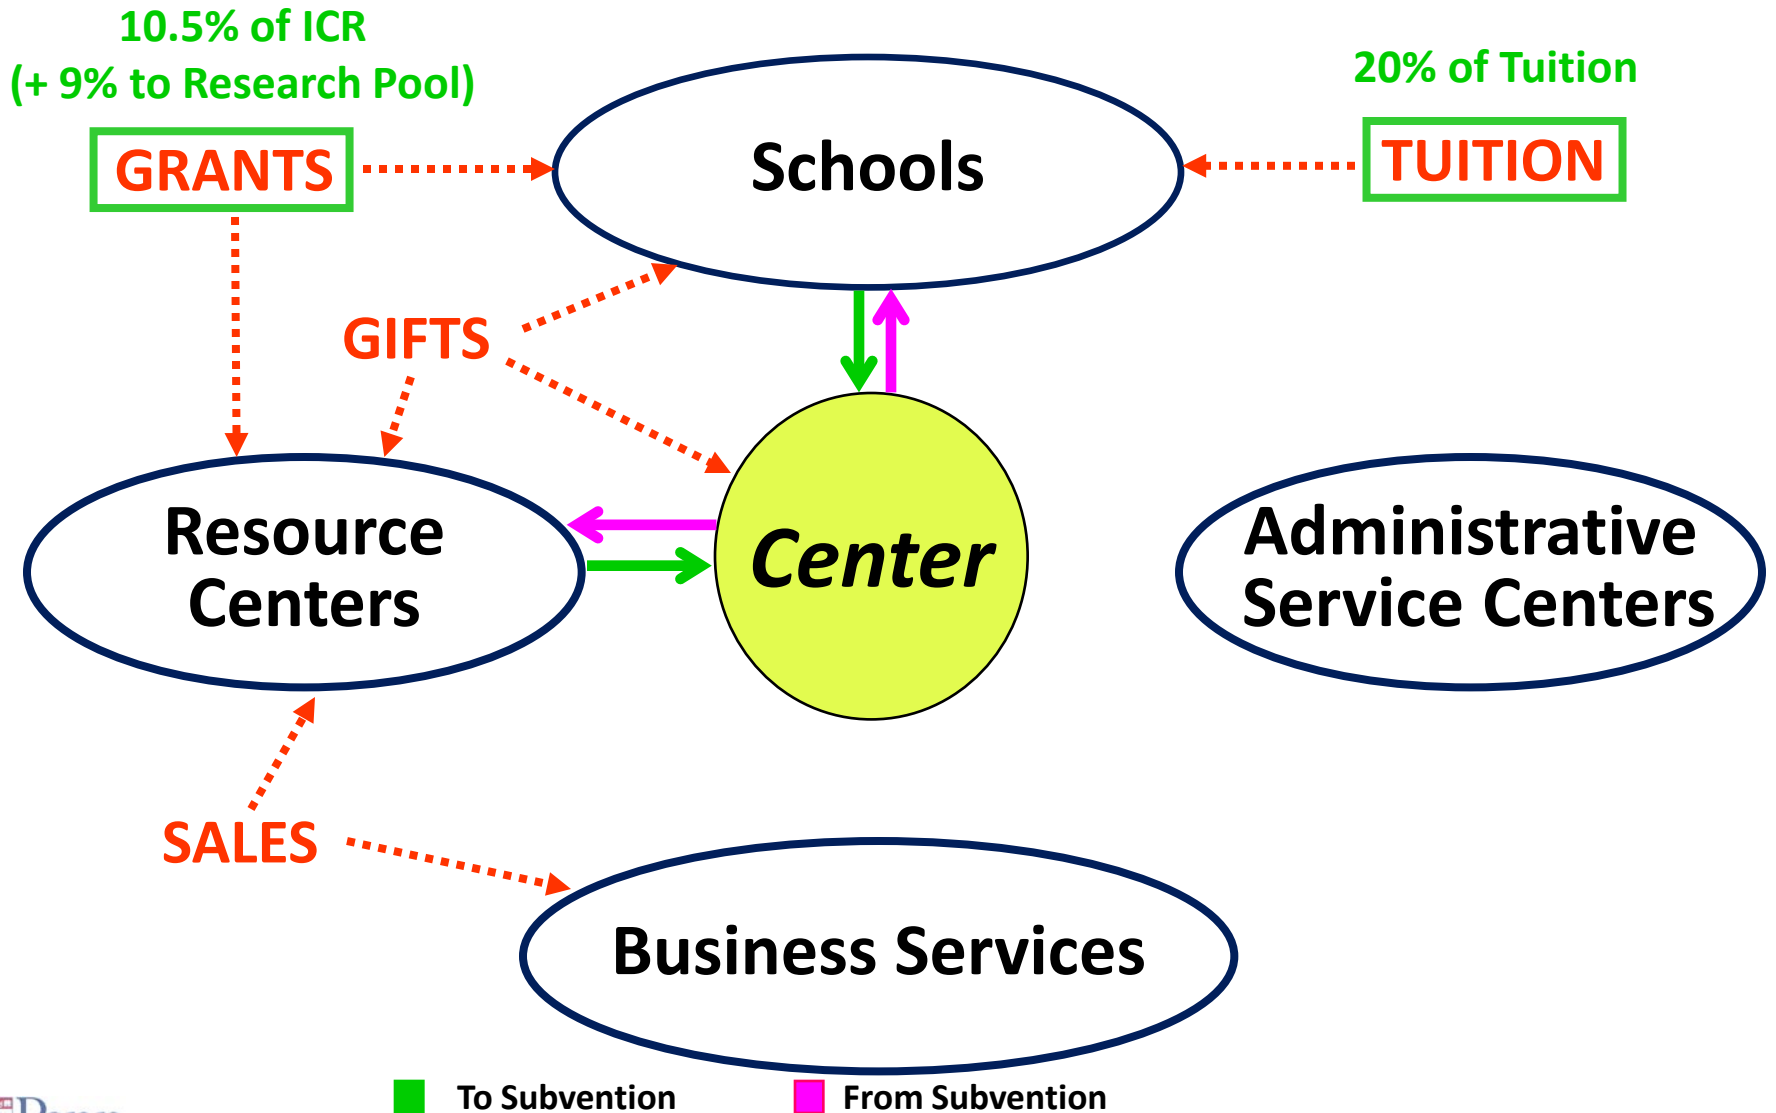 10.5% of ICR
(+ 9% to Research Pool)
20% of Tuition
GRANTS
Schools
TUITION
GIFTS
Resource
Centers
Center
Administrative
Service Centers
SALES
Business Services
To Subvention
From Subvention